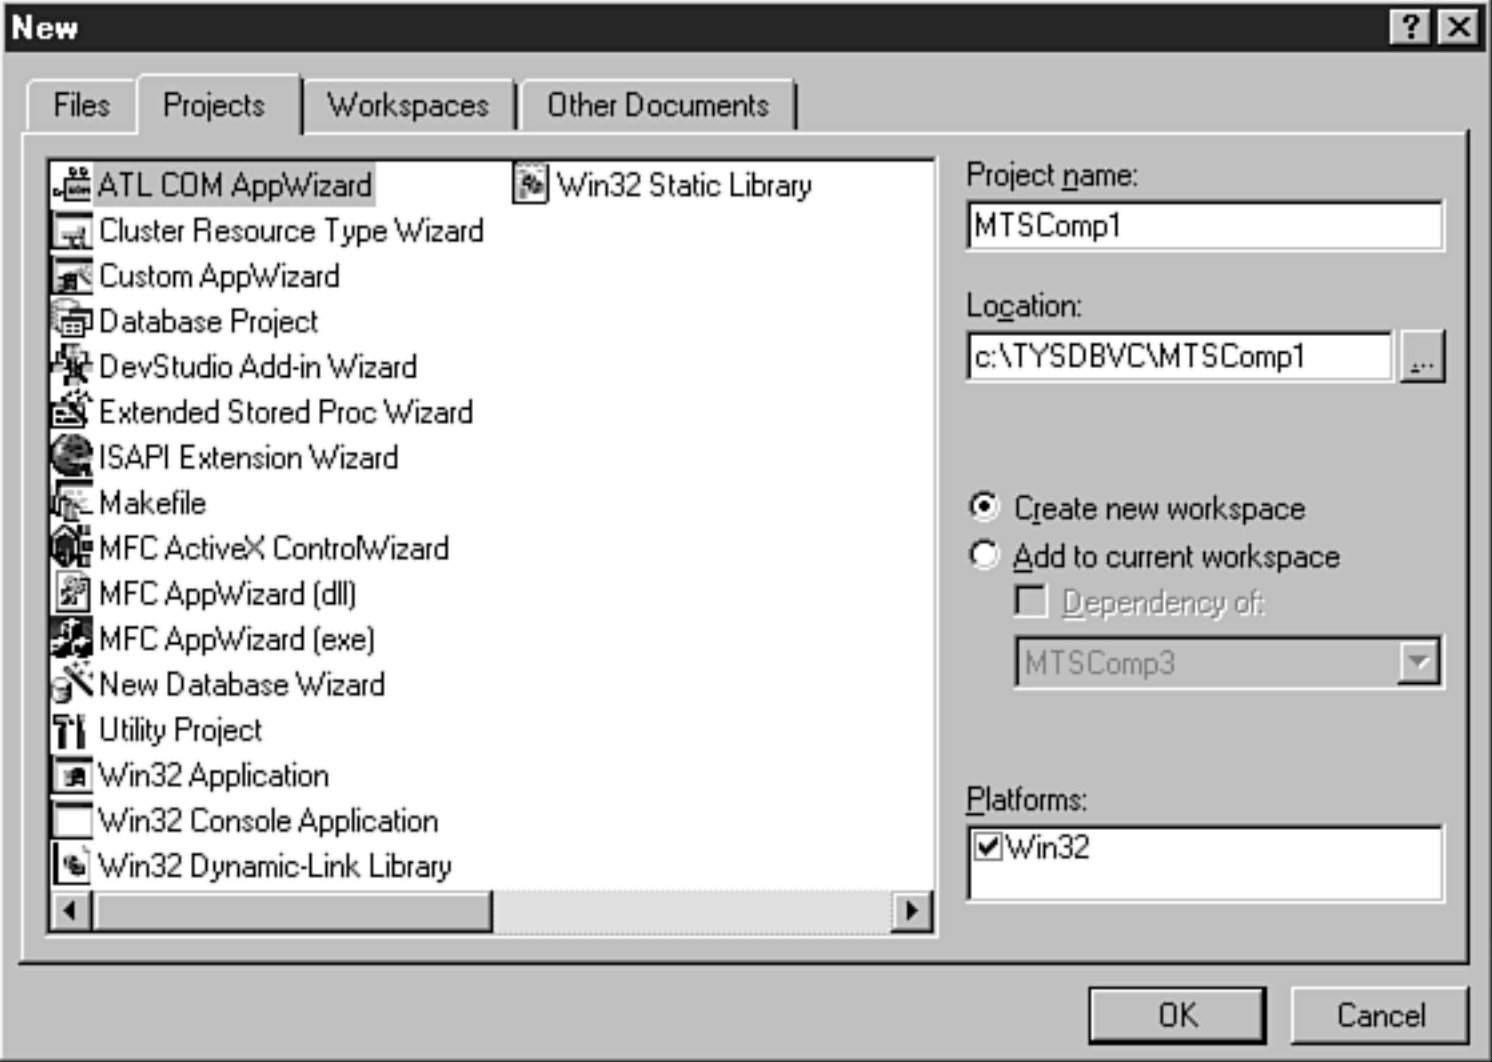 New
Files Projects Workspaces Other Documents
ATL COM AppWizard
Cluster Resource Type Wizard
Custom AppWizard
Database Project
DevStudio Add-in Wizard
Extended Stored Proc Wizard
ISAPI Extension Wizard
Makefile
MFC ActiveX ControlWizard
MFC AppWizard (dll)
MFC AppWizard (exe)
New Database Wizard
Utility Project
Win32 Application
Win32 Console Application
Win32 Dynamic-Link Library
Win32 Static Library
Project name:
MTSComp1
Location:
c:\TYSDBVC\MTSComp1
...
Create new workspace
Add to current workspace
Dependency of:
MTSComp3
Platforms:
Win32
OK Cancel